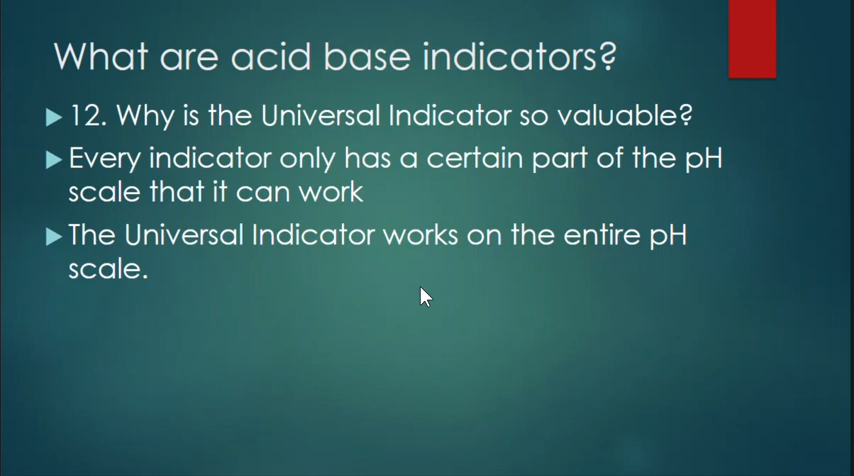 What are acid base indicators?
12. Why is the Universal Indicator so valuable?
Every indicator only has a certain part of the pH
scale that it can work
The Universal Indicator works on the entire pH
scale.